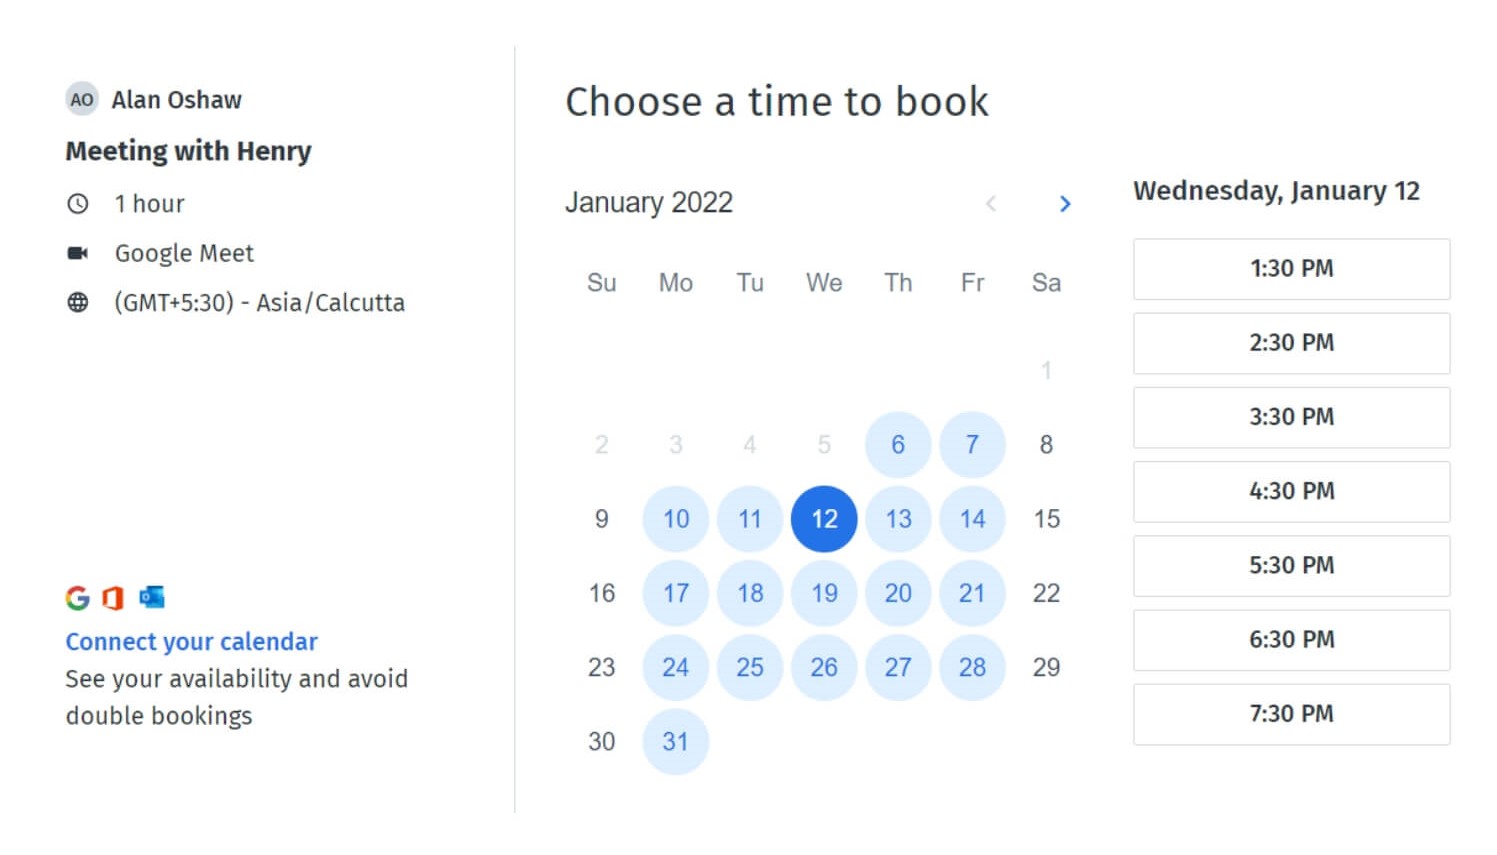 AO Alan Oshaw
Meeting with Henry
1 hour
Google Meet
(GMT+5:30) - Asia/Calcutta
Connect your calendar
See your availability and avoid
double bookings
Choose a time to book
January 2022
Su Mo Tu We Th Fr Sa
1
2 3 4 5 6 7 8
9 10 11 12 13 14 15
16 17 18 19 20 21 22
23 24 25 26 27 28 29
30 31
Wednesday, January 12
1:30 PM
2:30 PM
3:30 PM
4:30 PM
5:30 PM
6:30 PM
7:30 PM